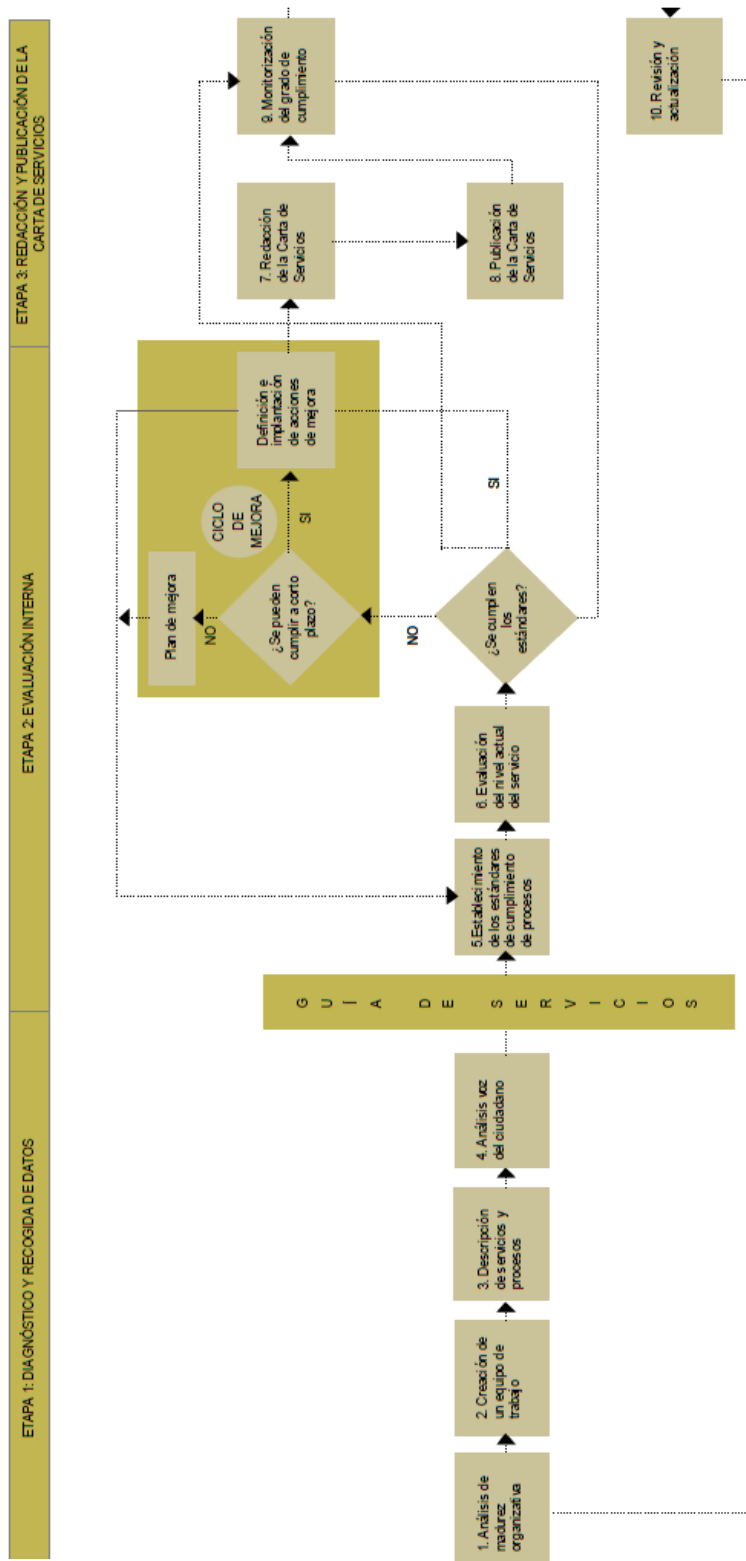 ETAPA 1: DIAGNÓSTICO Y RECOGIDA DE DATOS
ETAPA 2: EVALUACIÓN INTERNA
ETAPA 3: REDACCIÓN Y PUBLICACIÓN DE LA
CARTA DE SERVICIOS
1. Análisis de
madurez
organizativa
2. Creación de
un equipo de
trabajo
3. Descripción
de servicios y
procesos
4. Análisis voz
del ciudadano
GUÍA DE SERVICIOS
5.Establecimiento
de los estándares
de cumplimiento
de procesos
6. Evaluación
del nivel actual
del servicio
¿Se cumplen
los
estándares?
NO
SI
¿Se pueden
cumplir a corto
plazo?
NO
SI
Plan de mejora
CICLO
DE
MEJORA
Definición e
implantación
de acciones
de mejora
7. Redacción
de la Carta de
Servicios
8. Publicación
de la Carta de
Servicios
9. Monitorización
del grado de
cumplimiento
10. Revisión y
actualización